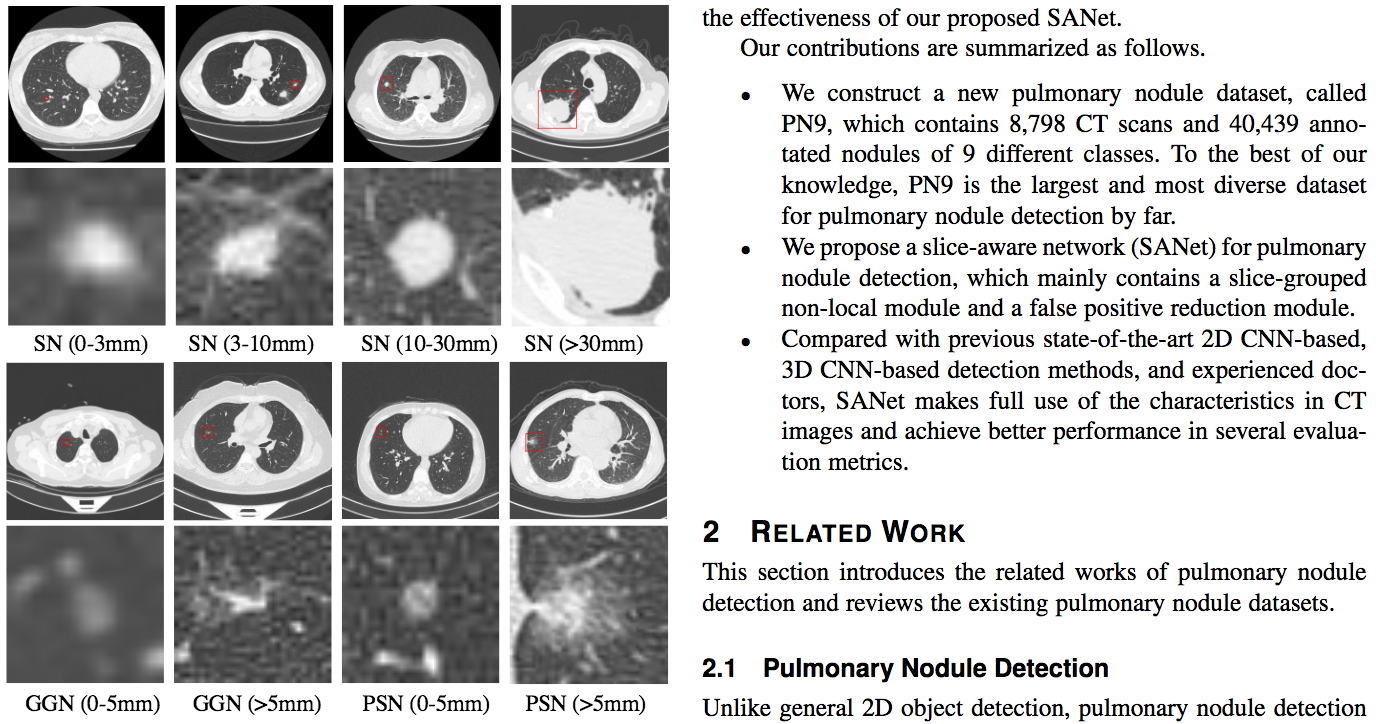 SN (0-3mm) SN (3-10mm) SN (10-30mm) SN (>30mm)
GGN (0-5mm) GGN (>5mm) PSN (0-5mm) PSN (>5mm)
the effectiveness of our proposed SANet.
Our contributions are summarized as follows.
• We construct a new pulmonary nodule dataset, called
PN9, which contains 8,798 CT scans and 40,439 anno-
tated nodules of 9 different classes. To the best of our
knowledge, PN9 is the largest and most diverse dataset
for pulmonary nodule detection by far.
• We propose a slice-aware network (SANet) for pulmonary
nodule detection, which mainly contains a slice-grouped
non-local module and a false positive reduction module.
• Compared with previous state-of-the-art 2D CNN-based,
3D CNN-based detection methods, and experienced doc-
tors, SANet makes full use of the characteristics in CT
images and achieve better performance in several evalua-
tion metrics.
2 RELATED WORK
This section introduces the related works of pulmonary nodule
detection and reviews the existing pulmonary nodule datasets.
2.1 Pulmonary Nodule Detection
Unlike general 2D object detection, pulmonary nodule detection